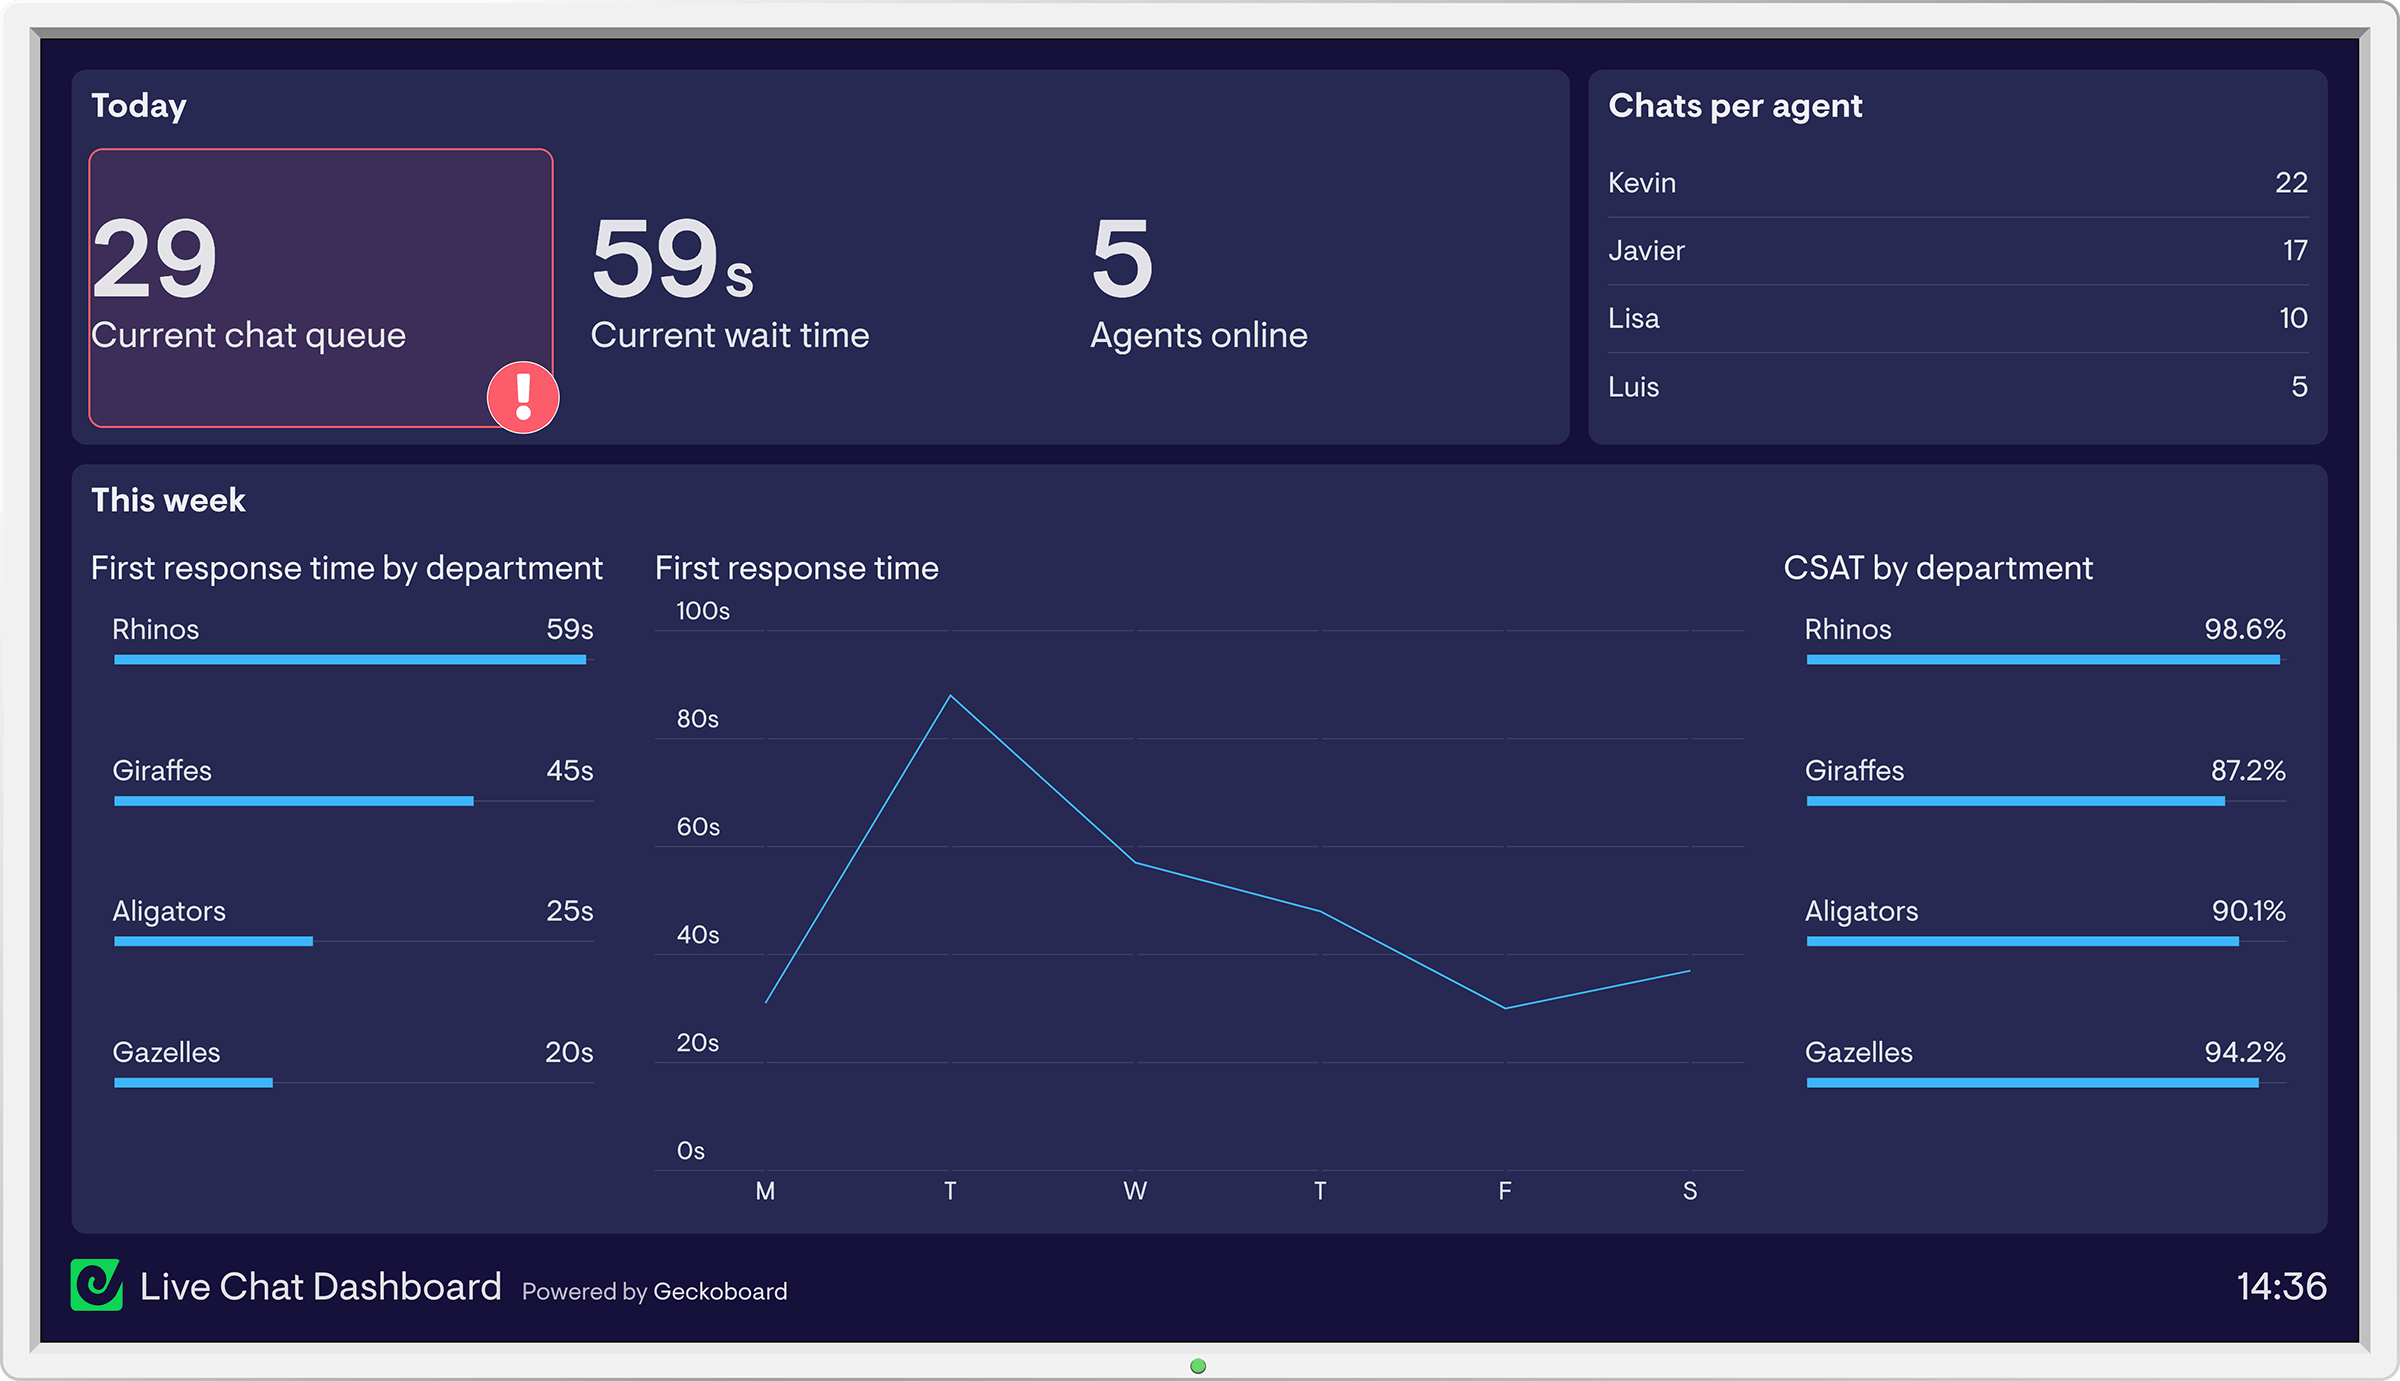 Today
29
Current chat queue
!
59s
Current wait time
5
Agents online
Chats per agent
Kevin 22
Javier 17
Lisa 10
Luis 5
This week
First response time by department
Rhinos 59s
Giraffes 45s
Aligators 25s
Gazelles 20s
First response time
100s
80s
60s
40s
20s
0s
M T W T F S
CSAT by department
Rhinos 98.6%
Giraffes 87.2%
Aligators 90.1%
Gazelles 94.2%
Live Chat Dashboard Powered by Geckoboard 14:36